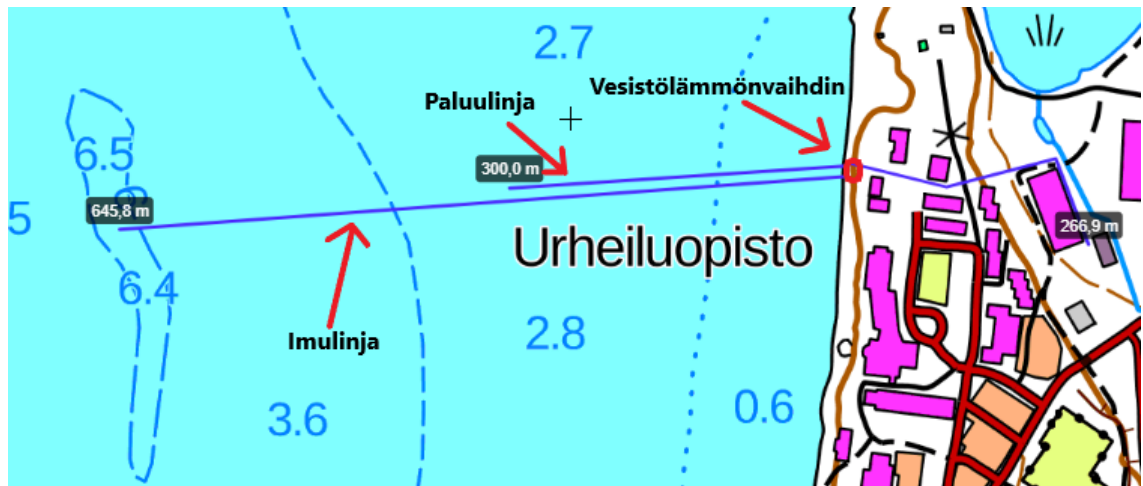 2.7
Vesistölämmönvaihdin
Paluulinja
6.5
300,0 m
645,8 m
5
266,9 m
Urheiluopisto
6.4
Imulinja
2.8
3.6
0.6